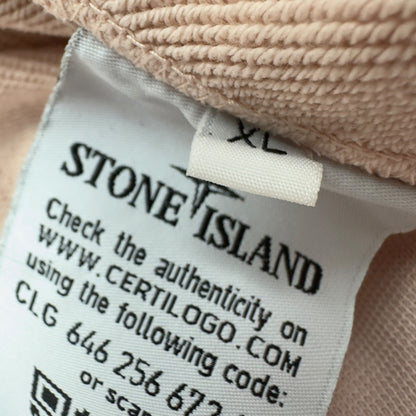 XL
STONE ISLAND
Check the authenticity on
WWW.CERTILOGO.COM
using the following code:
CLG 646 256 672
or scan